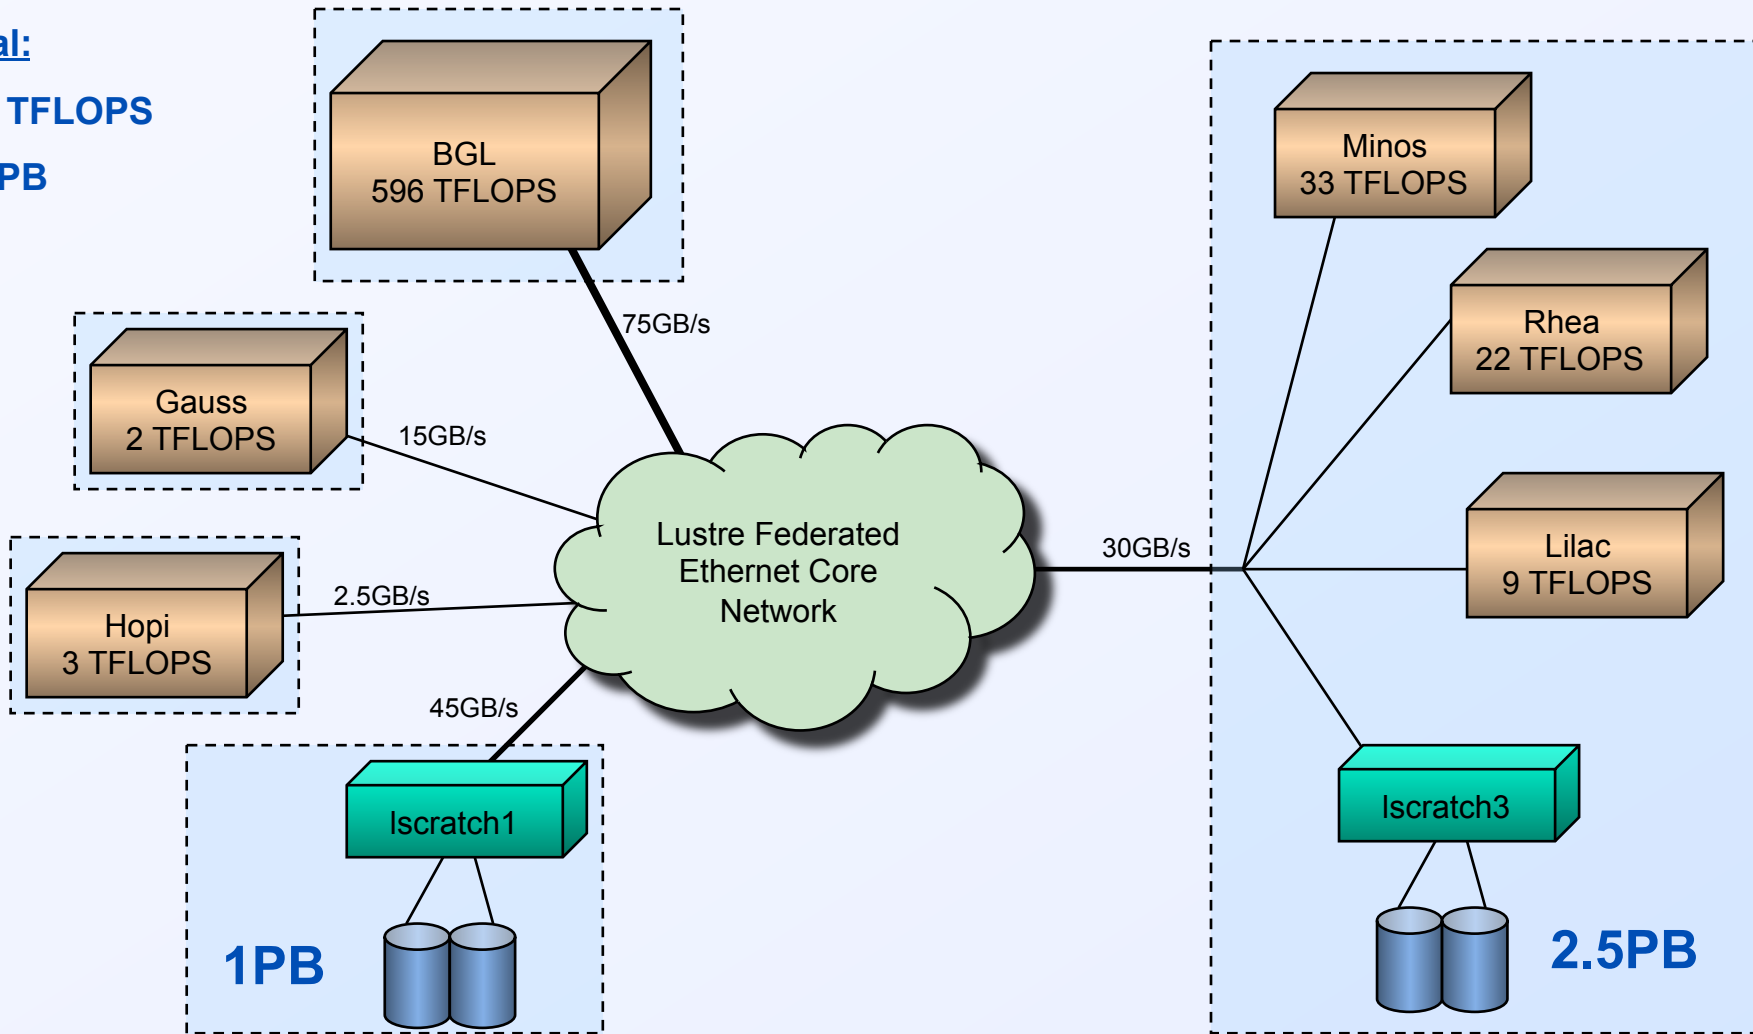 al:
TFLOPS
PB
BGL
596 TFLOPS
Minos
33 TFLOPS
Rhea
22 TFLOPS
75GB/s
Gauss
2 TFLOPS
15GB/s
Lustre Federated
Ethernet Core
Network
30GB/s
Lilac
9 TFLOPS
2.5GB/s
Hopi
3 TFLOPS
45GB/s
lscratch1
lscratch3
1PB
2.5PB